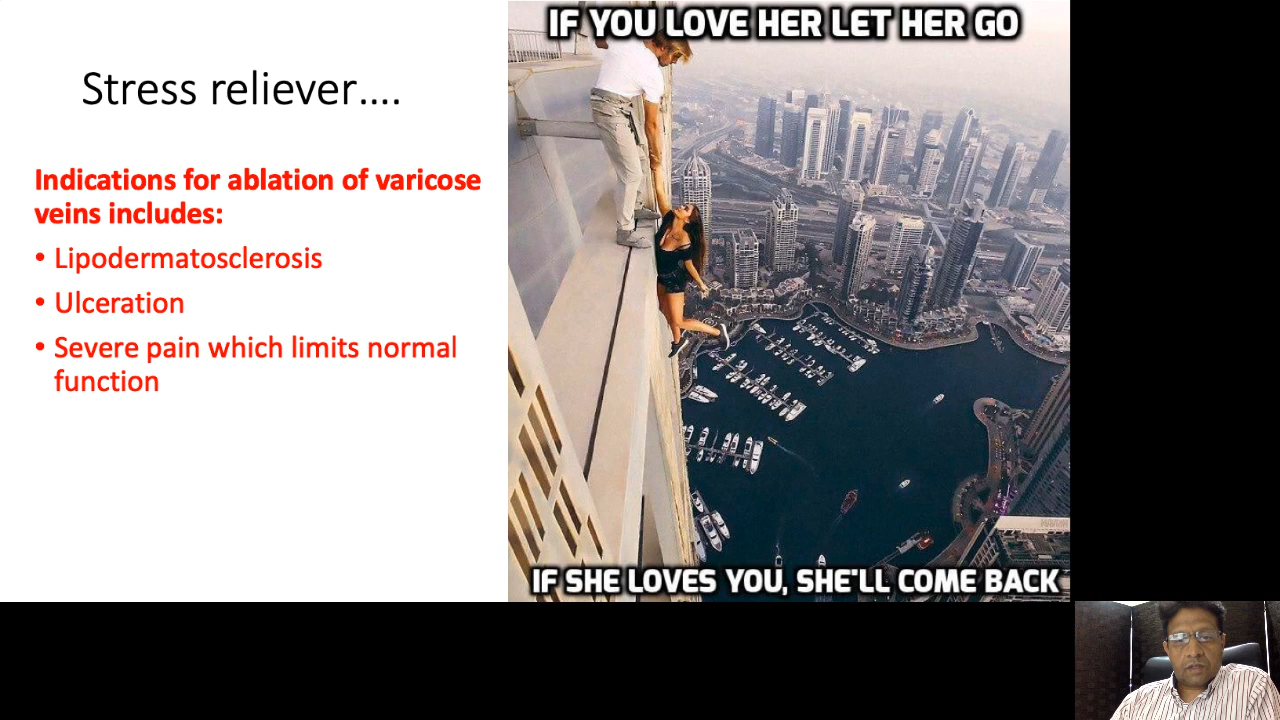 Stress reliever....
Indications for ablation of varicose
veins includes:
• Lipodermatosclerosis
• Ulceration
• Severe pain which limits normal
function
IF YOU LOVE HER LET HER GO
IF SHE LOVES YOU, SHE'LL COME BACK